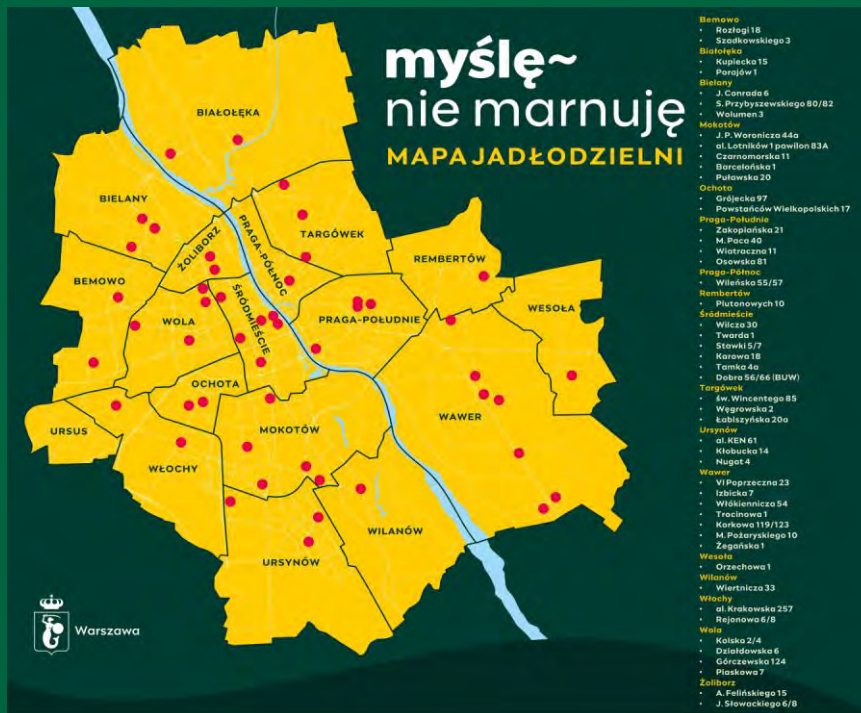 myślę~
nie marnuję
MAPA JADŁODZIELNI
BIAŁOŁĘKA
BIELANY
ŻOLIBORZ
PRAGA-PÓŁNOC
TARGÓWEK
REMBERTÓW
BEMOWO
WOLA
ŚRÓDMIEŚCIE
PRAGA-POŁUDNIE
WESOŁA
OCHOTA
URSUS
WŁOCHY
MOKOTÓW
WAWER
WILANÓW
URSYNÓW
Warszawa
Bemowo
• Rozłogi 18
• Szadkowskiego 3
Białołęka
• Kupiecka 15
• Porajów 1
Bielany
• J. Conrada 6
• S. Przybyszewskiego 80/82
• Wolumen 3
Mokotów
• J. P. Woronicza 44a
• al. Lotników 1 pawilon 83A
• Czarnomorska 11
• Barcelońska 1
• Puławska 20
Ochota
• Grójecka 97
• Powstańców Wielkopolskich 17
Praga-Południe
• Zakopiańska 21
• M. Paca 40
• Wiatraczna 11
• Osowska 81
Praga-Północ
• Wileńska 55/57
Rembertów
• Plutonowych 10
Śródmieście
• Wilcza 30
• Twarda 1
• Stawki 5/7
• Karowa 18
• Tamka 4a
• Dobra 56/66 (BUW)
Targówek
• św. Wincentego 85
• Węgrowska 2
• Łabiszyńska 20a
Ursynów
• al. KEN 61
• Kłobucka 14
• Nugat 4
Wawer
• VI Poprzeczna 23
• Izbicka 7
• Włókiennicza 54
• Trocinowa 1
• Korkowa 119/123
• M. Pożaryskiego 10
• Żegańska 1
Wesoła
• Orzechowa 1
Wilanów
• Wiertnicza 33
Włochy
• al. Krakowska 257
• Rejonowa 6/8
Wola
• Kolska 2/4
• Działdowska 6
• Górczewska 124
• Piaskowa 7
Żoliborz
• A. Felińskiego 15
• J. Słowackiego 6/8